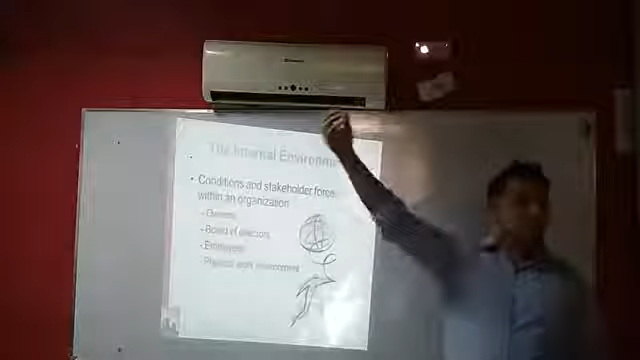 The Internal Environment
• Conditions and stakeholder forces
within an organization
- Owners
- Board of directors
- Employees
- Physical work environment